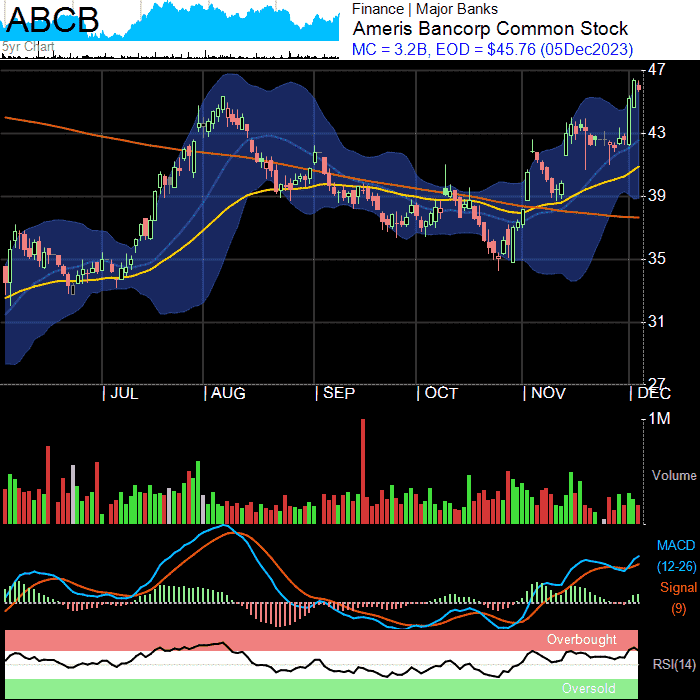 ABCB
5yr Chart
Finance | Major Banks
Ameris Bancorp Common Stock
MC = 3.2B, EOD = $45.76 (05Dec2023)
47
43
39
35
31
27
JUL AUG SEP OCT NOV DEC
1M
Volume
MACD
(12-26)
Signal
(9)
Overbought
RSI(14)
Oversold